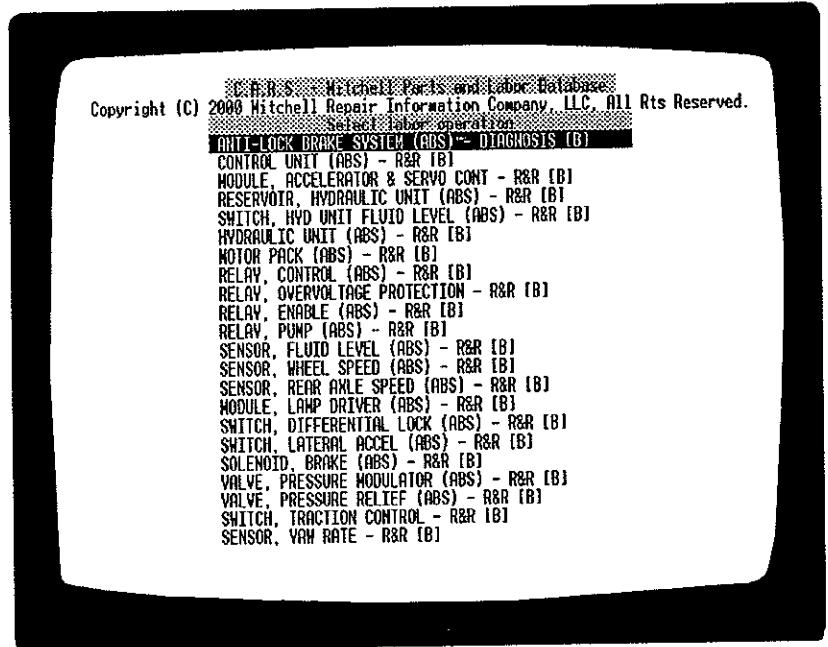 C.A.R.S. - Mitchell Parts and Labor Database
Copyright (C) 2000 Mitchell Repair Information Company, LLC, All Rts Reserved.
Select labor operation
ANTI-LOCK BRAKE SYSTEM (ABS) - DIAGNOSIS [B]
CONTROL UNIT (ABS) - R&R [B]
MODULE, ACCELERATOR & SERVO CONT - R&R [B]
RESERVOIR, HYDRAULIC UNIT (ABS) - R&R [B]
SWITCH, HYD UNIT FLUID LEVEL (ABS) - R&R [B]
HYDRAULIC UNIT (ABS) - R&R [B]
MOTOR PACK (ABS) - R&R [B]
RELAY, CONTROL (ABS) - R&R [B]
RELAY, OVERVOLTAGE PROTECTION - R&R [B]
RELAY, ENABLE (ABS) - R&R [B]
RELAY, PUMP (ABS) - R&R [B]
SENSOR, FLUID LEVEL (ABS) - R&R [B]
SENSOR, WHEEL SPEED (ABS) - R&R [B]
SENSOR, REAR AXLE SPEED (ABS) - R&R [B]
MODULE, LAMP DRIVER (ABS) - R&R [B]
SWITCH, DIFFERENTIAL LOCK (ABS) - R&R [B]
SWITCH, LATERAL ACCEL (ABS) - R&R [B]
SOLENOID, BRAKE (ABS) - R&R [B]
VALVE, PRESSURE MODULATOR (ABS) - R&R [B]
VALVE, PRESSURE RELIEF (ABS) - R&R [B]
SWITCH, TRACTION CONTROL - R&R [B]
SENSOR, YAW RATE - R&R [B]